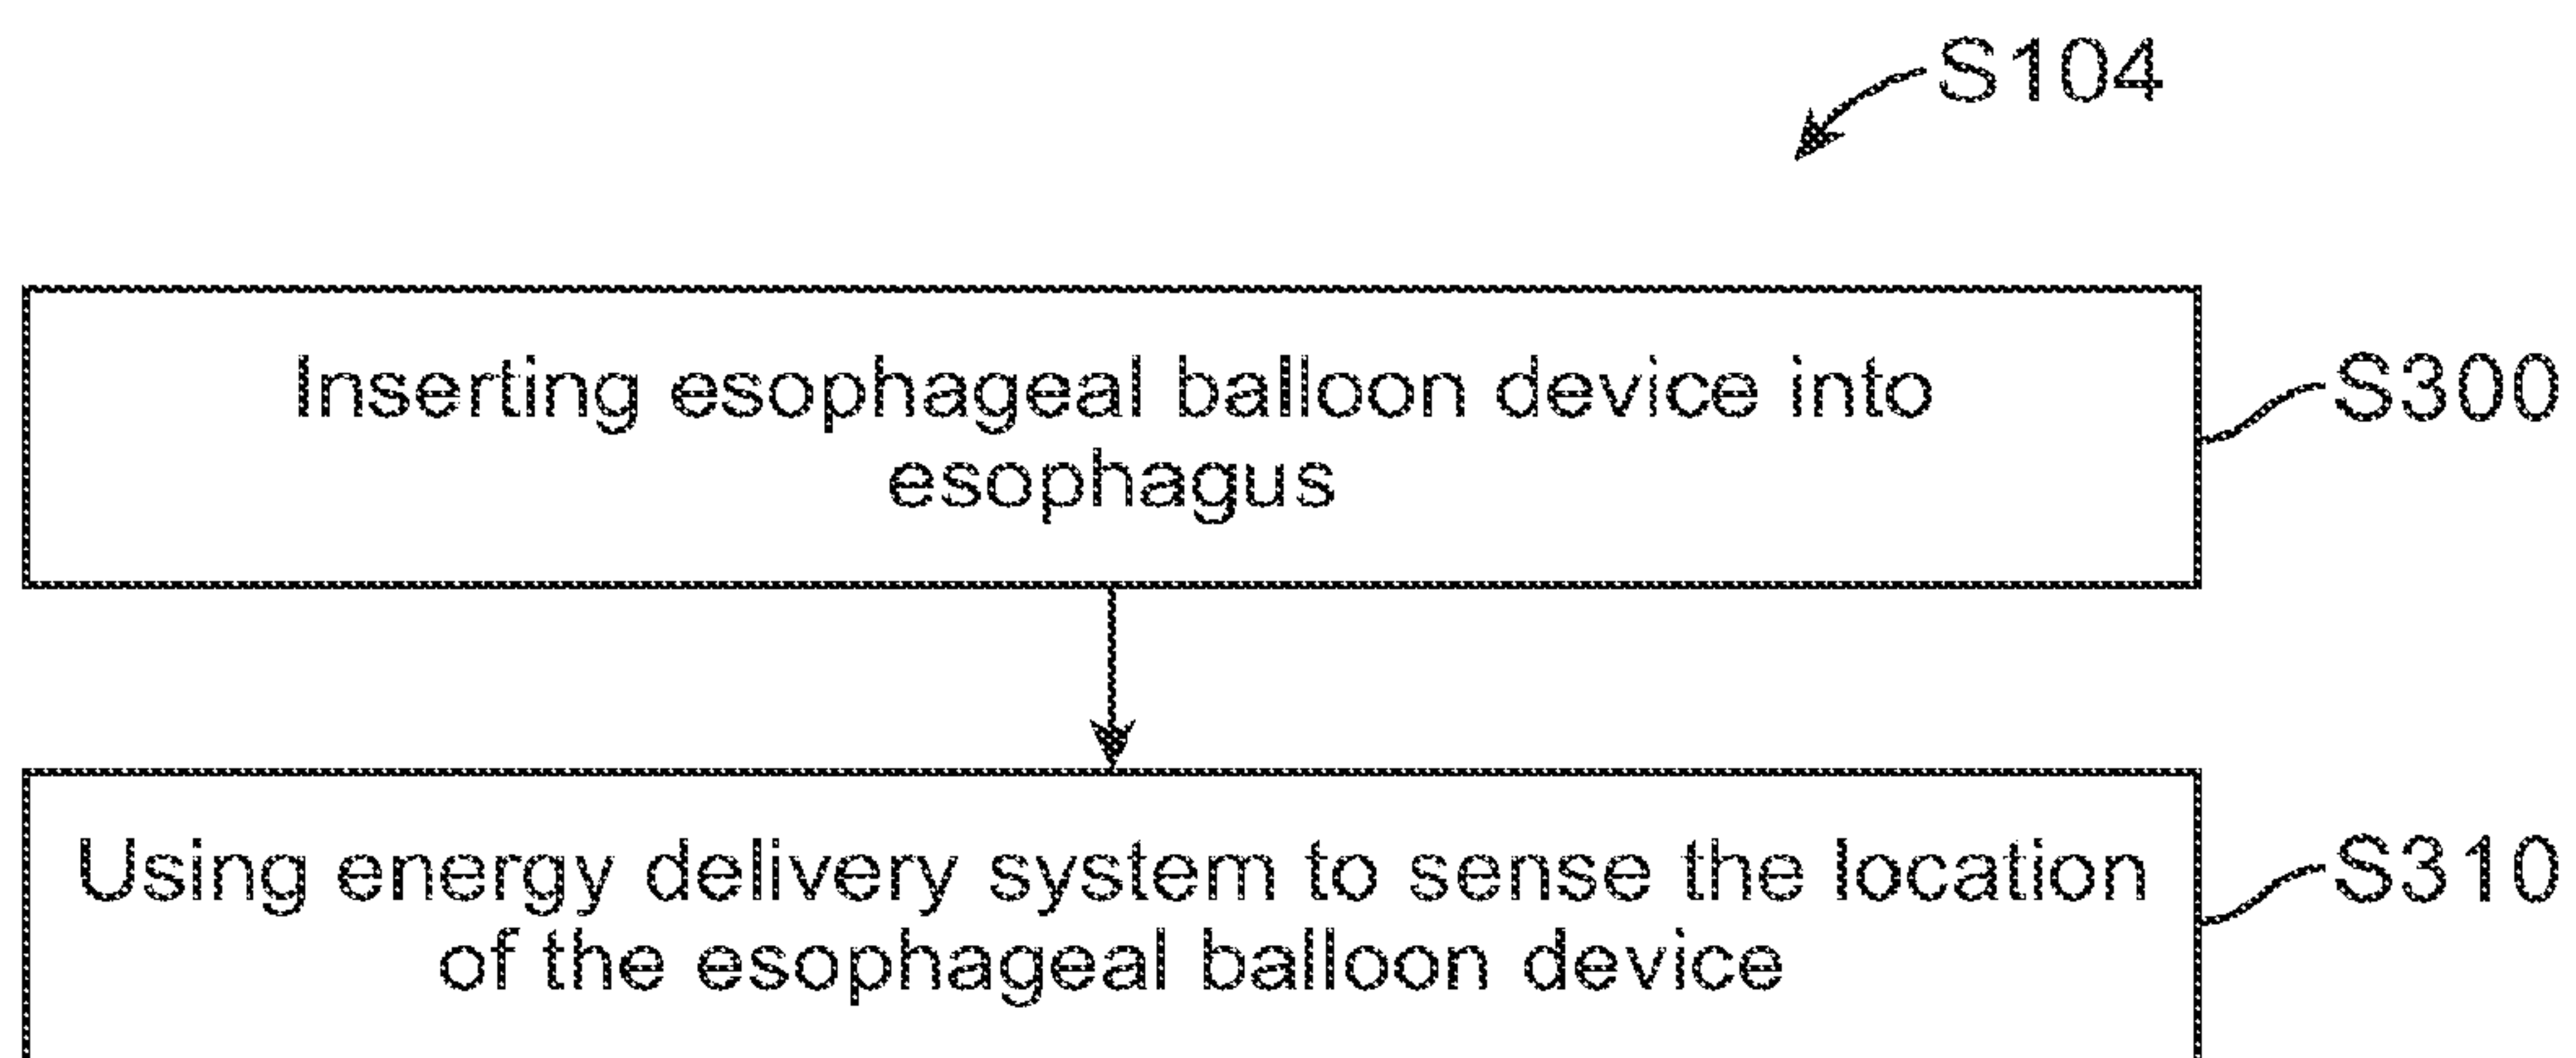 S104
Inserting esophageal balloon device into
esophagus
S300
Using energy delivery system to sense the location
of the esophageal balloon device
S310